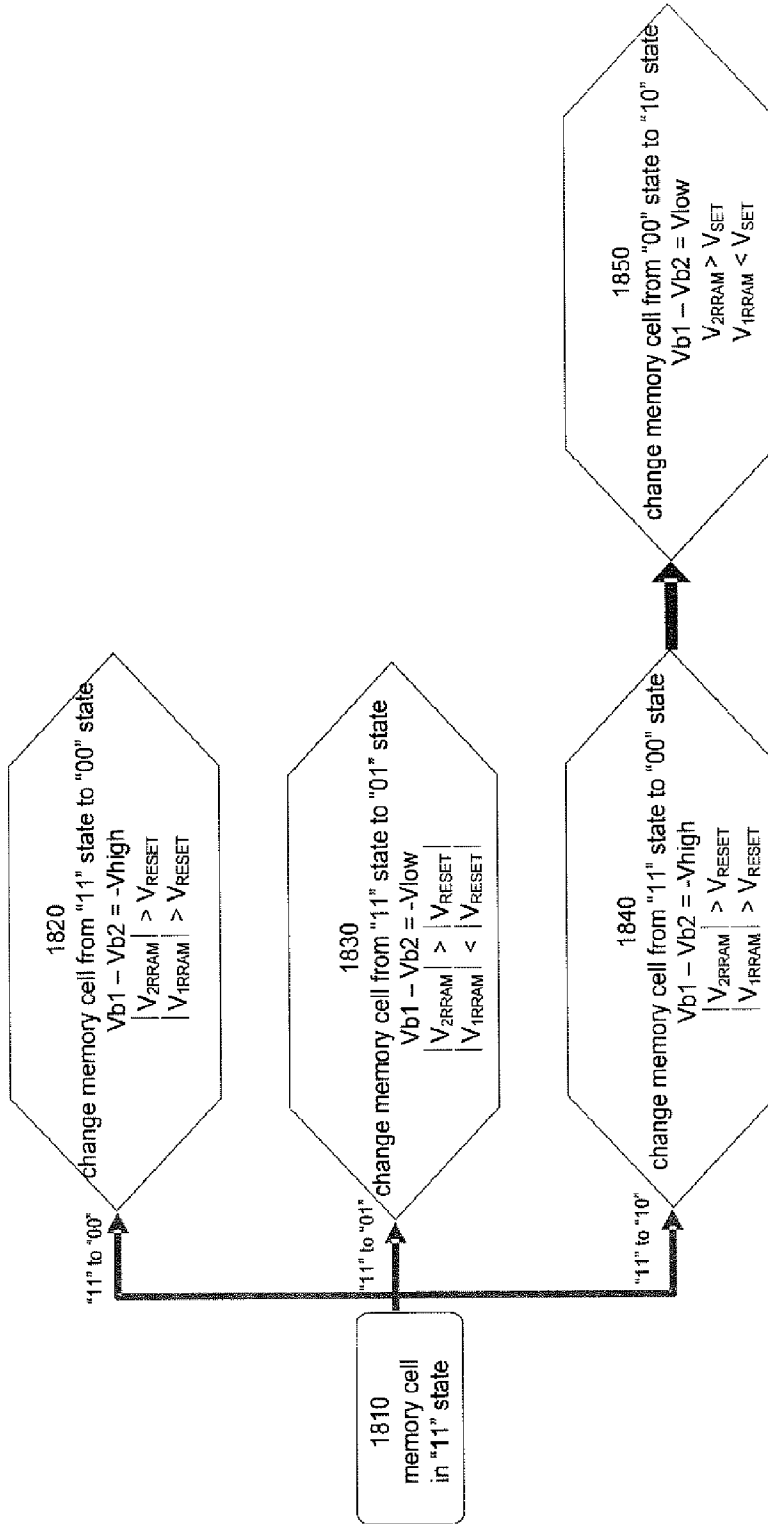 1810
memory cell
in "11" state
"11" to "00"
1820
change memory cell from "11" state to "00" state
Vb1 – Vb2 = -Vhigh
|V2RRAM| > VRESET
|V1RRAM| > VRESET
"11" to "01"
1830
change memory cell from "11" state to "01" state
Vb1 – Vb2 = -Vlow
|V2RRAM| > |VRESET|
|V1RRAM| < |VRESET|
"11" to "10"
1840
change memory cell from "11" state to "00" state
Vb1 – Vb2 = -Vhigh
|V2RRAM| > VRESET
|V1RRAM| > VRESET
1850
change memory cell from "00" state to "10" state
Vb1 – Vb2 = Vlow
V2RRAM > VSET
V1RRAM < VSET